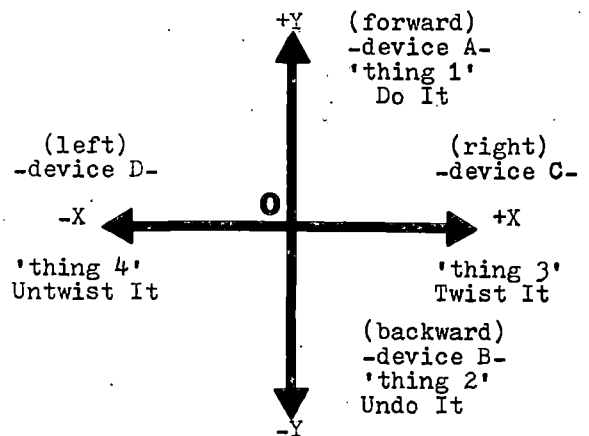 +Y
(forward)
-device A-
'thing 1'
Do It
(left)
-device D-
(right)
-device C-
-X
O
+X
'thing 4'
Untwist It
'thing 3'
Twist It
(backward)
-device B-
'thing 2'
Undo It
-Y